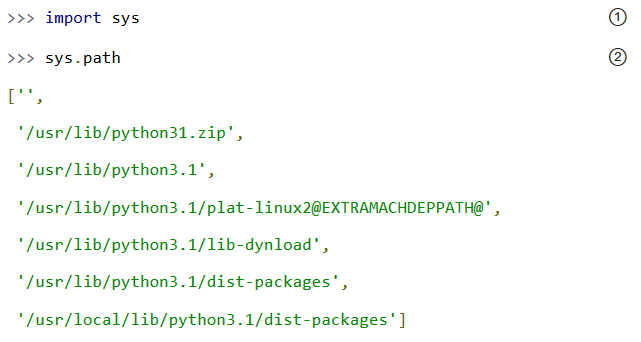 >>> import sys ①
>>> sys.path ②
['',
 '/usr/lib/python31.zip',
 '/usr/lib/python3.1',
 '/usr/lib/python3.1/plat-linux2@EXTRAMACHDEPPATH@',
 '/usr/lib/python3.1/lib-dynload',
 '/usr/lib/python3.1/dist-packages',
 '/usr/local/lib/python3.1/dist-packages']